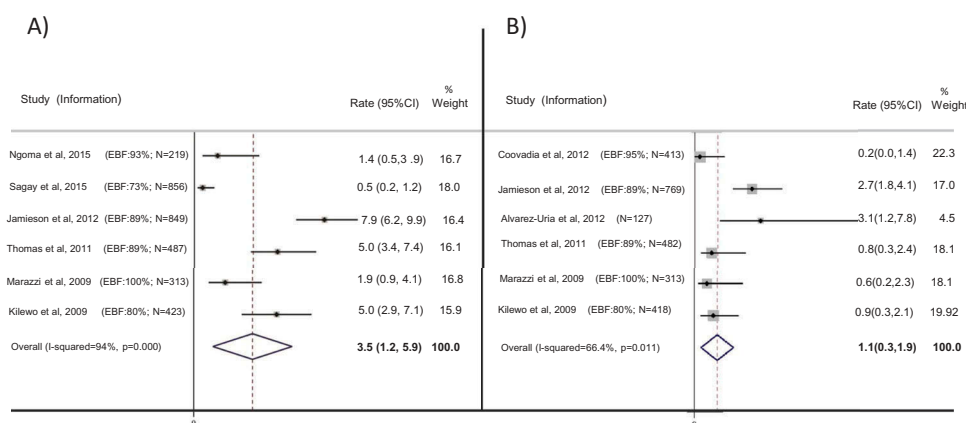 A)
Study (Information) Rate (95%CI) % Weight
Ngoma et al, 2015 (EBF:93%; N=219) 1.4 (0.5,3 .9) 16.7
Sagay et al, 2015 (EBF:73%; N=856) 0.5 (0.2, 1.2) 18.0
Jamieson et al, 2012 (EBF:89%; N=849) 7.9 (6.2, 9.9) 16.4
Thomas et al, 2011 (EBF:89%; N=487) 5.0 (3.4, 7.4) 16.1
Marazzi et al, 2009 (EBF:100%; N=313) 1.9 (0.9, 4.1) 16.8
Kilewo et al, 2009 (EBF:80%; N=423) 5.0 (2.9, 7.1) 15.9
Overall (I-squared=94%, p=0.000) 3.5 (1.2, 5.9) 100.0
B)
Study (Information) Rate (95%CI) % Weight
Coovadia et al. 2012 (EBF:95%; N=413) 0.2(0.0,1.4) 22.3
Jamieson et al, 2012 (EBF:89%; N=769) 2.7(1.8,4.1) 17.0
Alvarez-Uria et al. 2012 (N=127) 3.1(1.2,7.8) 4.5
Thomas et al, 2011 (EBF:89%; N=482) 0.8(0.3,2.4) 18.1
Marazzi et al, 2009 (EBF:100%; N=313) 0.6(0.2,2.3) 18.1
Kilewo et al, 2009 (EBF:80%; N=418) 0.9(0.3,2.1) 19.92
Overall (I-squared=66.4%, p=0.011) 1.1(0.3,1.9) 100.0